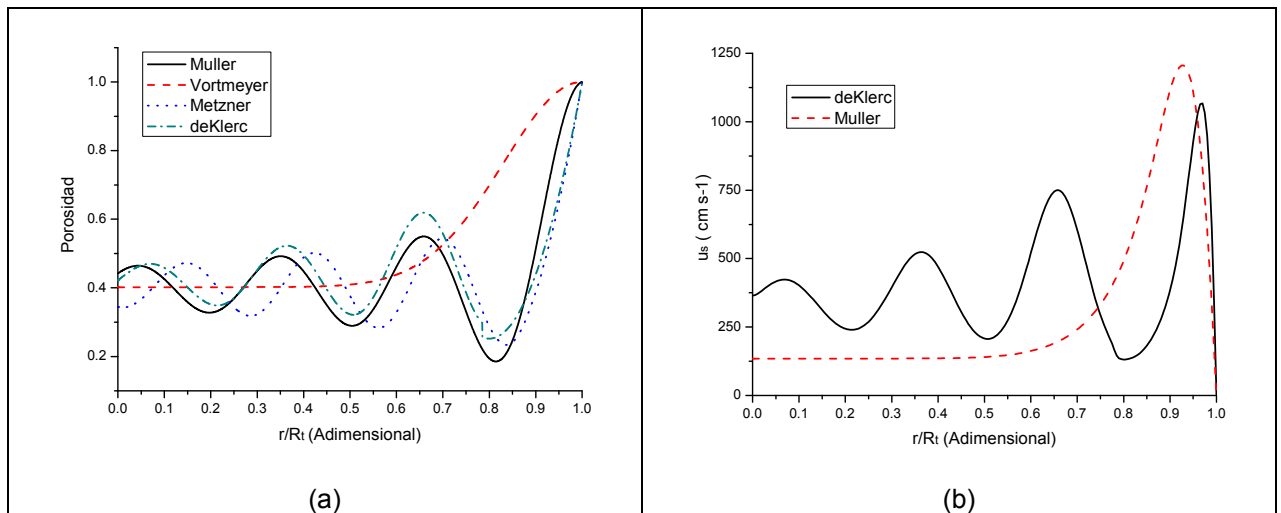 Muller
Vortmeyer
Metzner
deKlerc
Porosidad
1.0
0.8
0.6
0.4
0.2
0.0 0.1 0.2 0.3 0.4 0.5 0.6 0.7 0.8 0.9 1.0
r/Rt (Adimensional)
(a)
deKlerc
Muller
us ( cm s-1)
1250
1000
750
500
250
0
0.0 0.1 0.2 0.3 0.4 0.5 0.6 0.7 0.8 0.9 1.0
r/Rt (Adimensional)
(b)